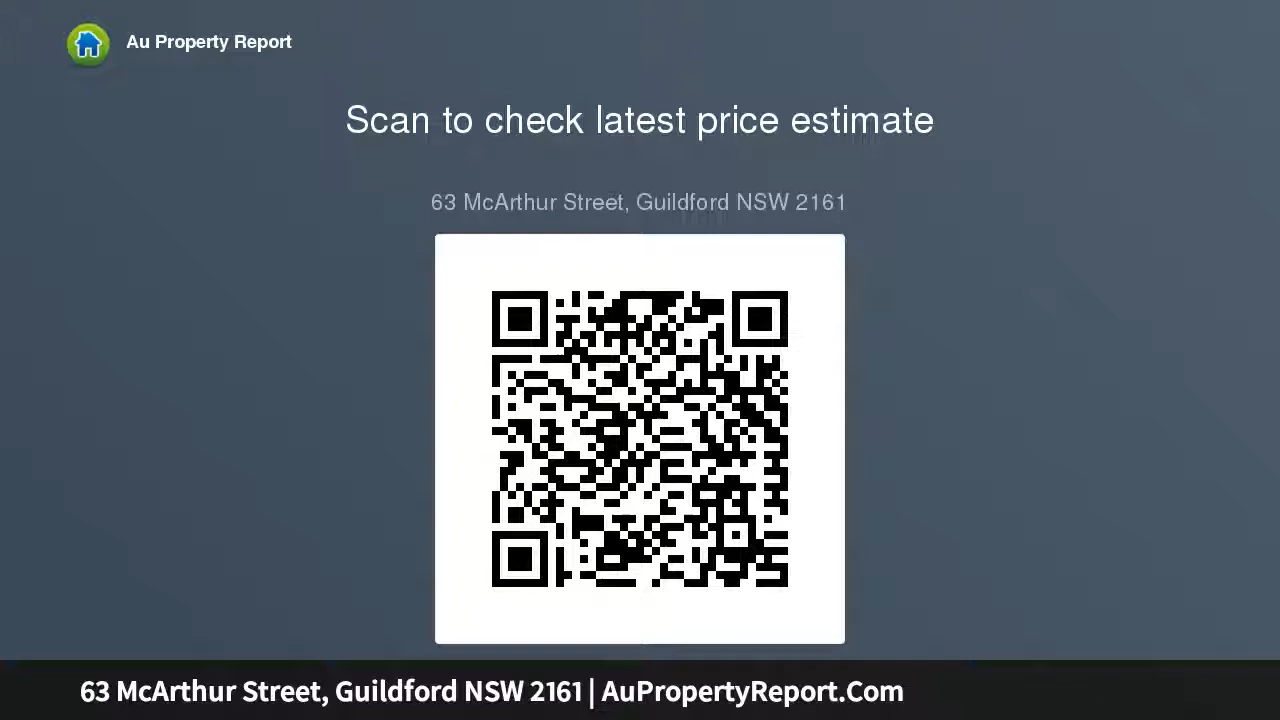 Au Property Report
Scan to check latest price estimate
63 McArthur Street, Guildford NSW 2161
63 McArthur Street, Guildford NSW 2161 | AuPropertyReport.Com